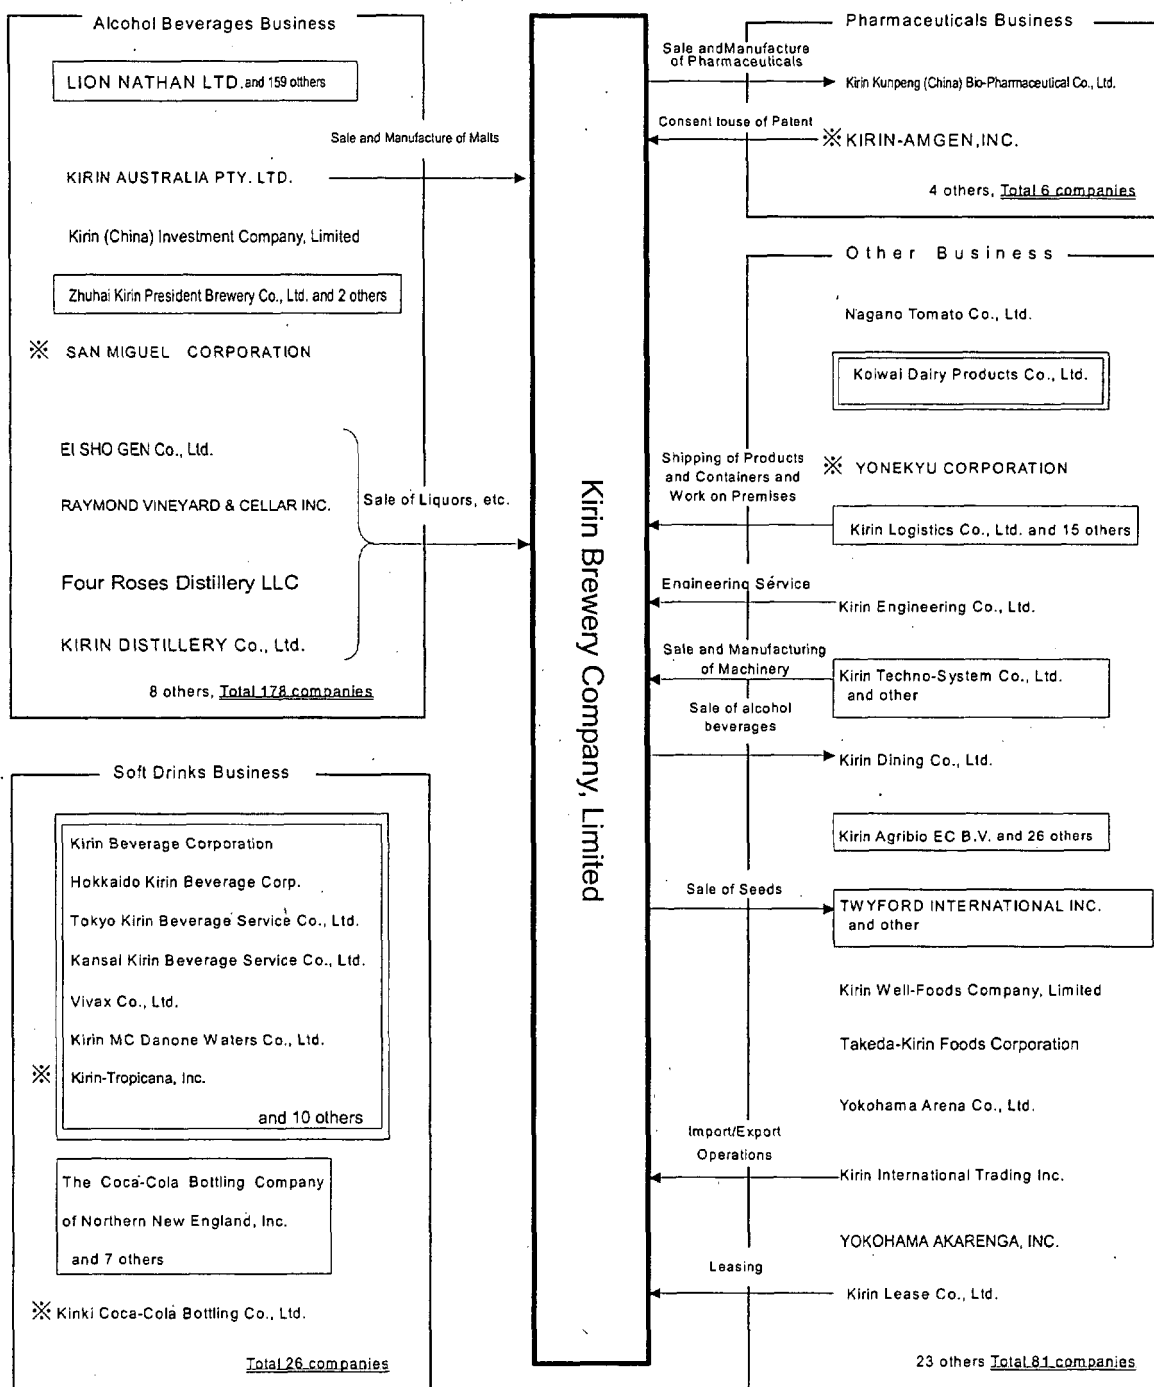 Alcohol Beverages Business
LION NATHAN LTD. and 159 others
Sale and Manufacture of Malts
KIRIN AUSTRALIA PTY. LTD.
Kirin (China) Investment Company, Limited
Zhuhai Kirin President Brewery Co., Ltd. and 2 others
※ SAN MIGUEL CORPORATION
EI SHO GEN Co., Ltd.
RAYMOND VINEYARD & CELLAR INC.
Sale of Liquors, etc.
Four Roses Distillery LLC
KIRIN DISTILLERY Co., Ltd.
8 others, Total 178 companies
Soft Drinks Business
Kirin Beverage Corporation
Hokkaido Kirin Beverage Corp.
Tokyo Kirin Beverage Service Co., Ltd.
Kansai Kirin Beverage Service Co., Ltd.
Vivax Co., Ltd.
Kirin MC Danone Waters Co., Ltd.
※ Kirin-Tropicana, Inc.
and 10 others
The Coca-Cola Bottling Company
of Northern New England, Inc.
and 7 others
※ Kinki Coca-Cola Bottling Co., Ltd.
Total 26 companies
Kirin Brewery Company, Limited
Pharmaceuticals Business
Sale andManufacture
of Pharmaceuticals
Kirin Kunpeng (China) Bio-Pharmaceutical Co., Ltd.
Consent touse of Patent
※ KIRIN-AMGEN,INC.
4 others, Total 6 companies
Other Business
Nagano Tomato Co., Ltd.
Koiwai Dairy Products Co., Ltd.
Shipping of Products
and Containers and
Work on Premises
※ YONEKYU CORPORATION
Kirin Logistics Co., Ltd. and 15 others
Engineering Service
Kirin Engineering Co., Ltd.
Sale and Manufacturing
of Machinery
Kirin Techno-System Co., Ltd.
and other
Sale of alcohol
beverages
Kirin Dining Co., Ltd.
Kirin Agribio EC B.V. and 26 others
Sale of Seeds
TWYFORD INTERNATIONAL INC.
and other
Kirin Well-Foods Company, Limited
Takeda-Kirin Foods Corporation
Yokohama Arena Co., Ltd.
Import/Export
Operations
Kirin International Trading Inc.
YOKOHAMA AKARENGA, INC.
Leasing
Kirin Lease Co., Ltd.
23 others Total 81 companies